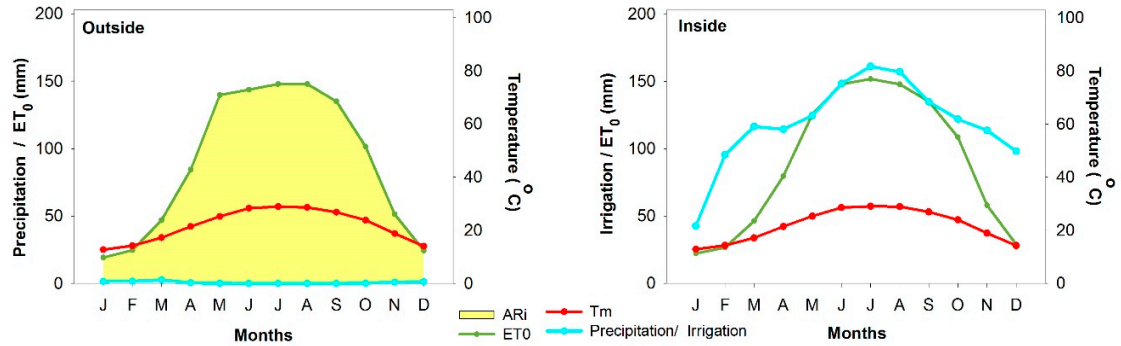 Outside
Precipitation / ET0 (mm)
200
150
100
50
0
100
80
60
40
20
0
Temperature (°C)
J F M A M J J A S O N D
Months
Inside
Irrigation / ET0 (mm)
200
150
100
50
0
100
80
60
40
20
0
Temperature (°C)
J F M A M J J A S O N D
Months
ARi
Tm
ET0
Precipitation/ Irrigation